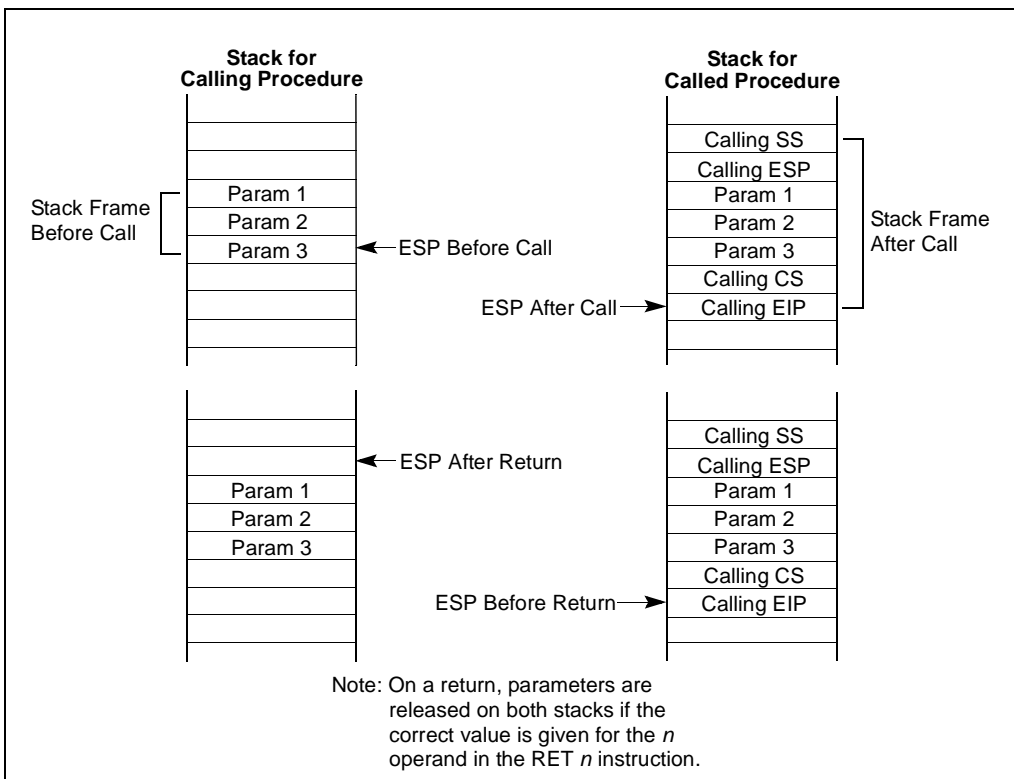 Stack for
Calling Procedure
Stack for
Called Procedure
Stack Frame
Before Call
Param 1
Param 2
Param 3
ESP Before Call
ESP After Call
Calling SS
Calling ESP
Param 1
Param 2
Param 3
Calling CS
Calling EIP
Stack Frame
After Call
ESP After Return
Param 1
Param 2
Param 3
ESP Before Return
Calling SS
Calling ESP
Param 1
Param 2
Param 3
Calling CS
Calling EIP
Note: On a return, parameters are
released on both stacks if the
correct value is given for the n
operand in the RET n instruction.